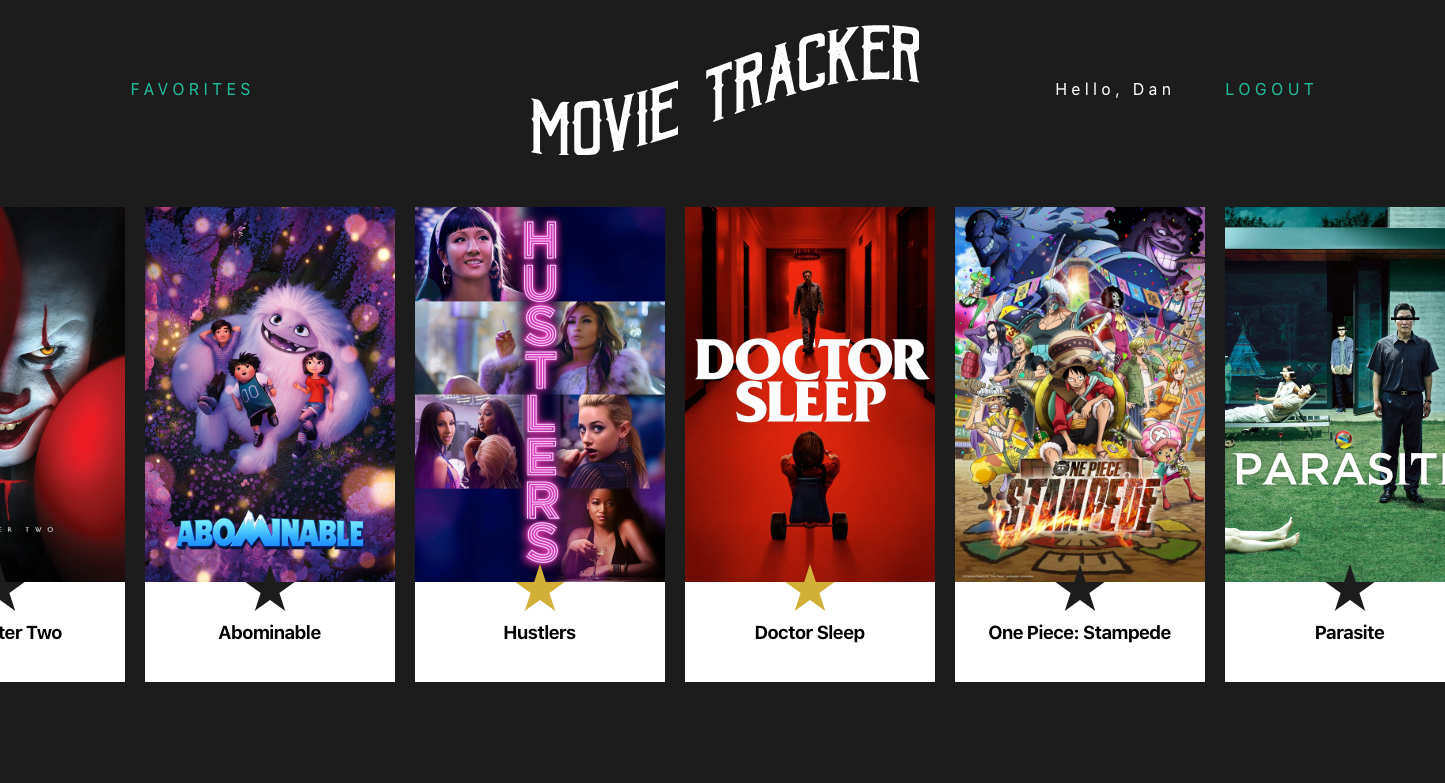 FAVORITES
MOVIE TRACKER
Hello, Dan
LOGOUT
ER TWO
ABOMINABLE
HUSTLERS
DOCTOR
SLEEP
ONE PIECE
STAMPEDE
PARASIT
ter Two
Abominable
Hustlers
Doctor Sleep
One Piece: Stampede
Parasite